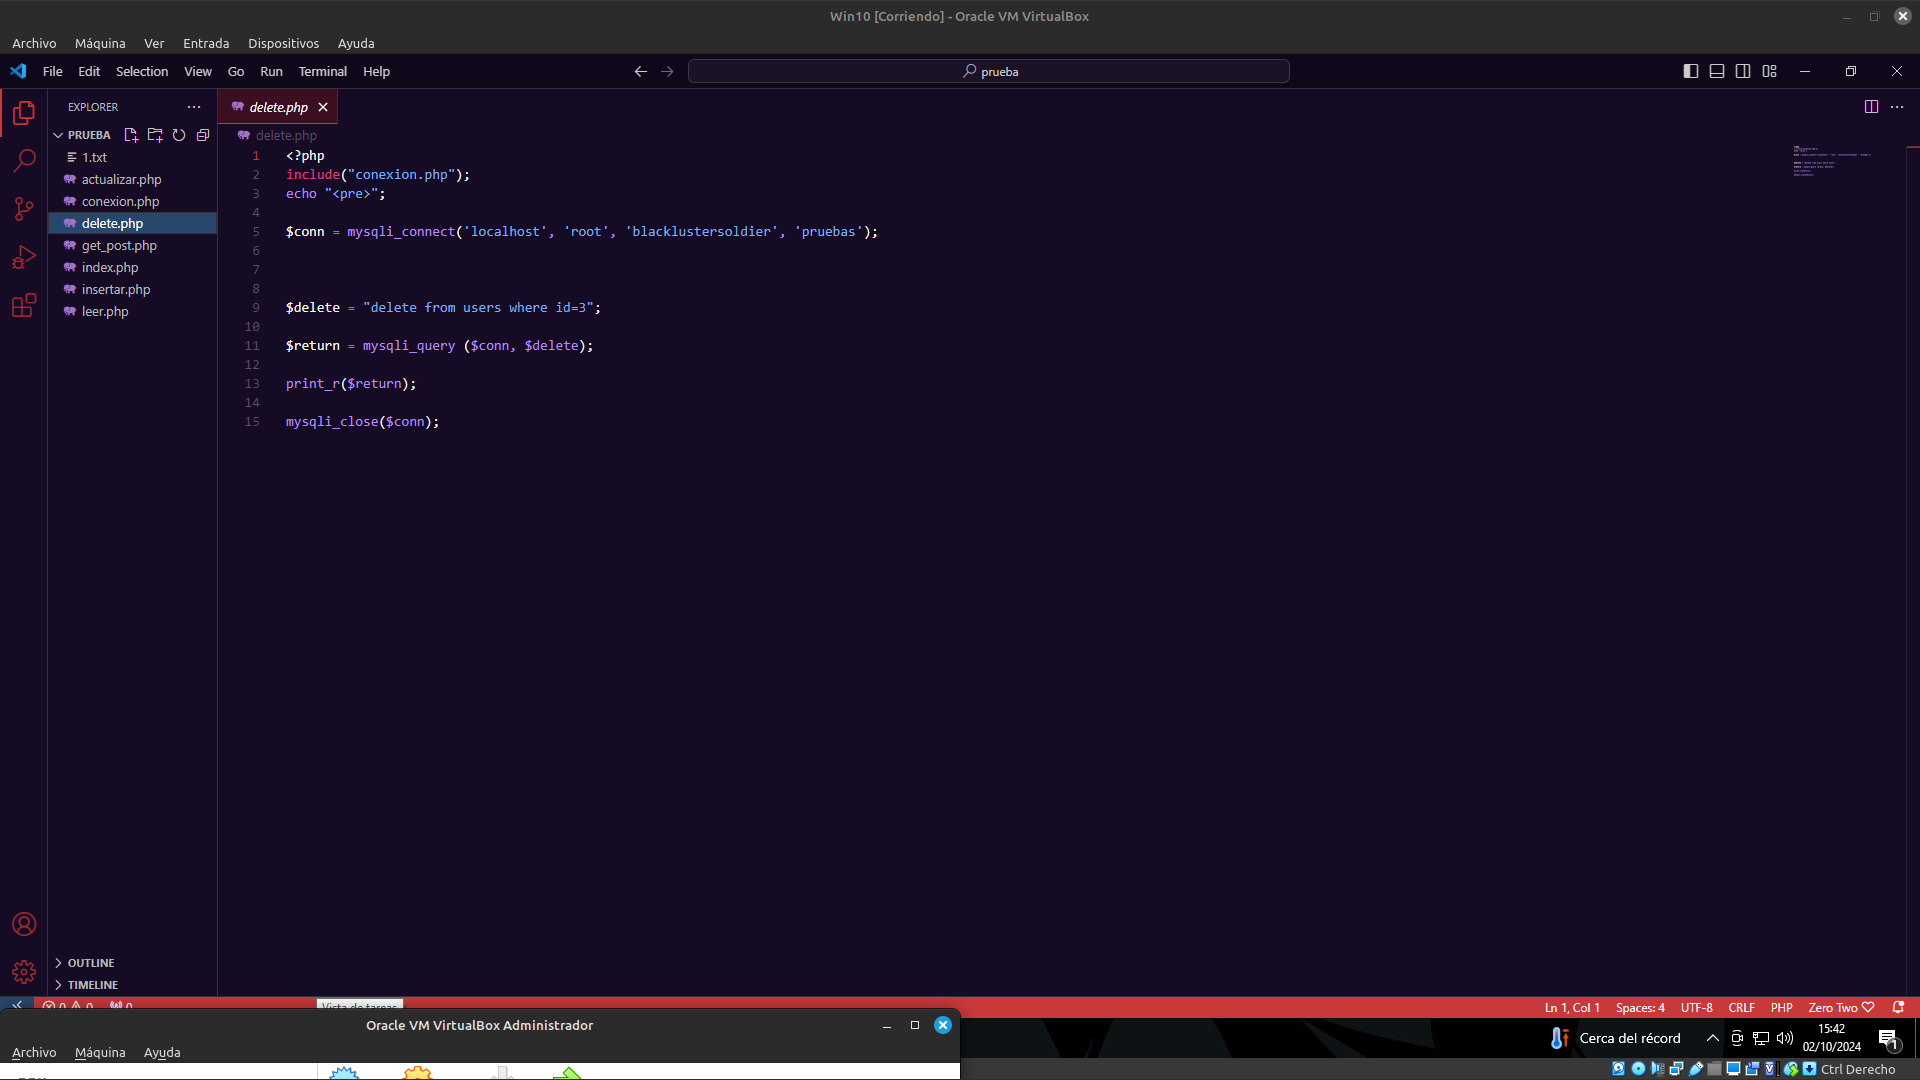 Win10 [Corriendo] - Oracle VM VirtualBox
Archivo Máquina Ver Entrada Dispositivos Ayuda
File Edit Selection View Go Run Terminal Help
prueba
EXPLORER
delete.php
PRUEBA
delete.php
1.txt
actualizar.php
conexion.php
delete.php
get_post.php
index.php
insertar.php
leer.php
1 <?php
2 include("conexion.php");
3 echo "<pre>";
4
5 $conn = mysqli_connect('localhost', 'root', 'blacklustersoldier', 'pruebas');
6
7
8
9 $delete = "delete from users where id=3";
10
11 $return = mysqli_query ($conn, $delete);
12
13 print_r($return);
14
15 mysqli_close($conn);
OUTLINE
TIMELINE
0 0 0
Vista de tareas
Ln 1, Col 1 Spaces: 4 UTF-8 CRLF PHP Zero Two
Oracle VM VirtualBox Administrador
Archivo Máquina Ayuda
Cerca del récord
15:42
02/10/2024
1
Ctrl Derecho